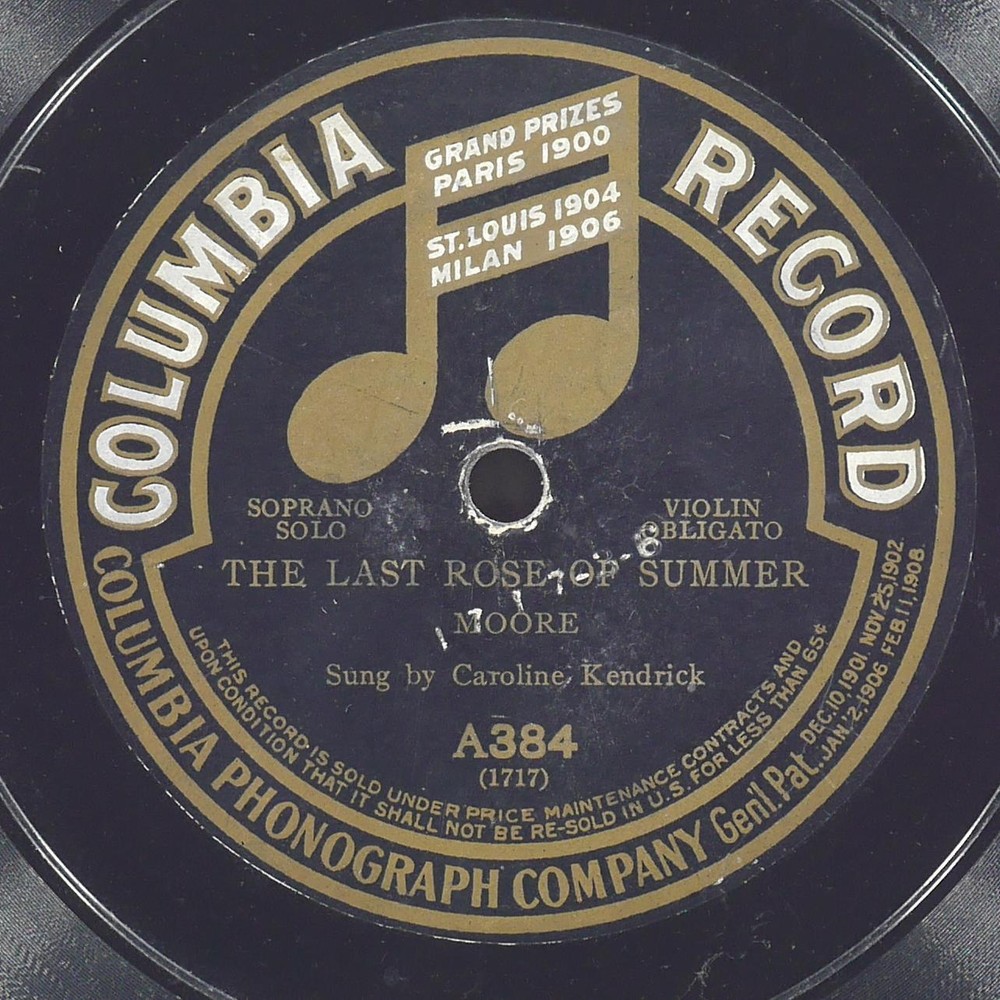 COLUMBIA RECORD
GRAND PRIZES
PARIS 1900
ST. LOUIS 1904
MILAN 1906
SOPRANO
SOLO
VIOLIN
OBLIGATO
THE LAST ROSE OF SUMMER
MOORE
Sung by Caroline Kendrick
A384
(1717)
THIS RECORD IS SOLD UNDER PRICE MAINTENANCE CONTRACTS AND
UPON CONDITION THAT IT SHALL NOT BE RE-SOLD IN U.S. FOR LESS THAN 65¢
COLUMBIA PHONOGRAPH COMPANY Gen'l. Pat. DEC. 10, 1901 NOV 25, 1902.
JAN. 2. 1906 FEB. 11, 1908.
1717-8